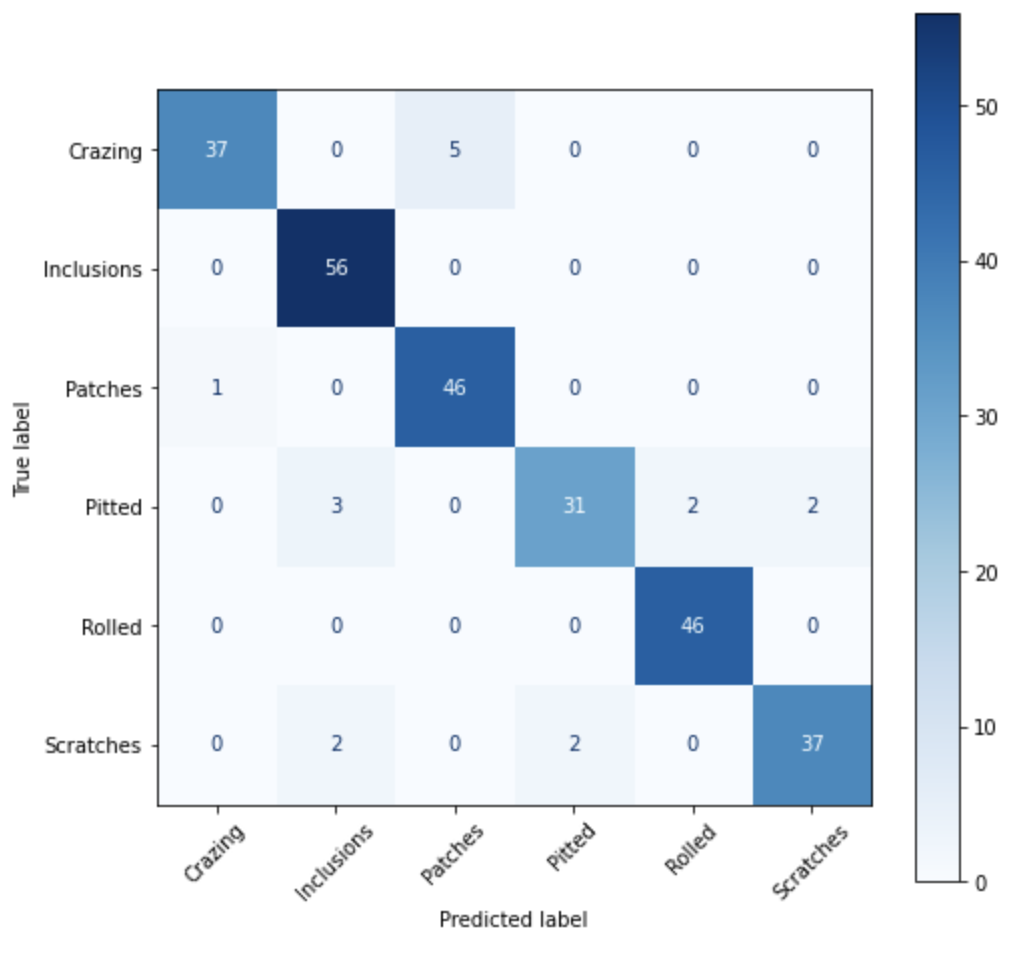 Crazing 37 0 5 0 0 0
Inclusions 0 56 0 0 0 0
Patches 1 0 46 0 0 0
Pitted 0 3 0 31 2 2
Rolled 0 0 0 0 46 0
Scratches 0 2 0 2 0 37
True label
Crazing Inclusions Patches Pitted Rolled Scratches
Predicted label
50
40
30
20
10
0